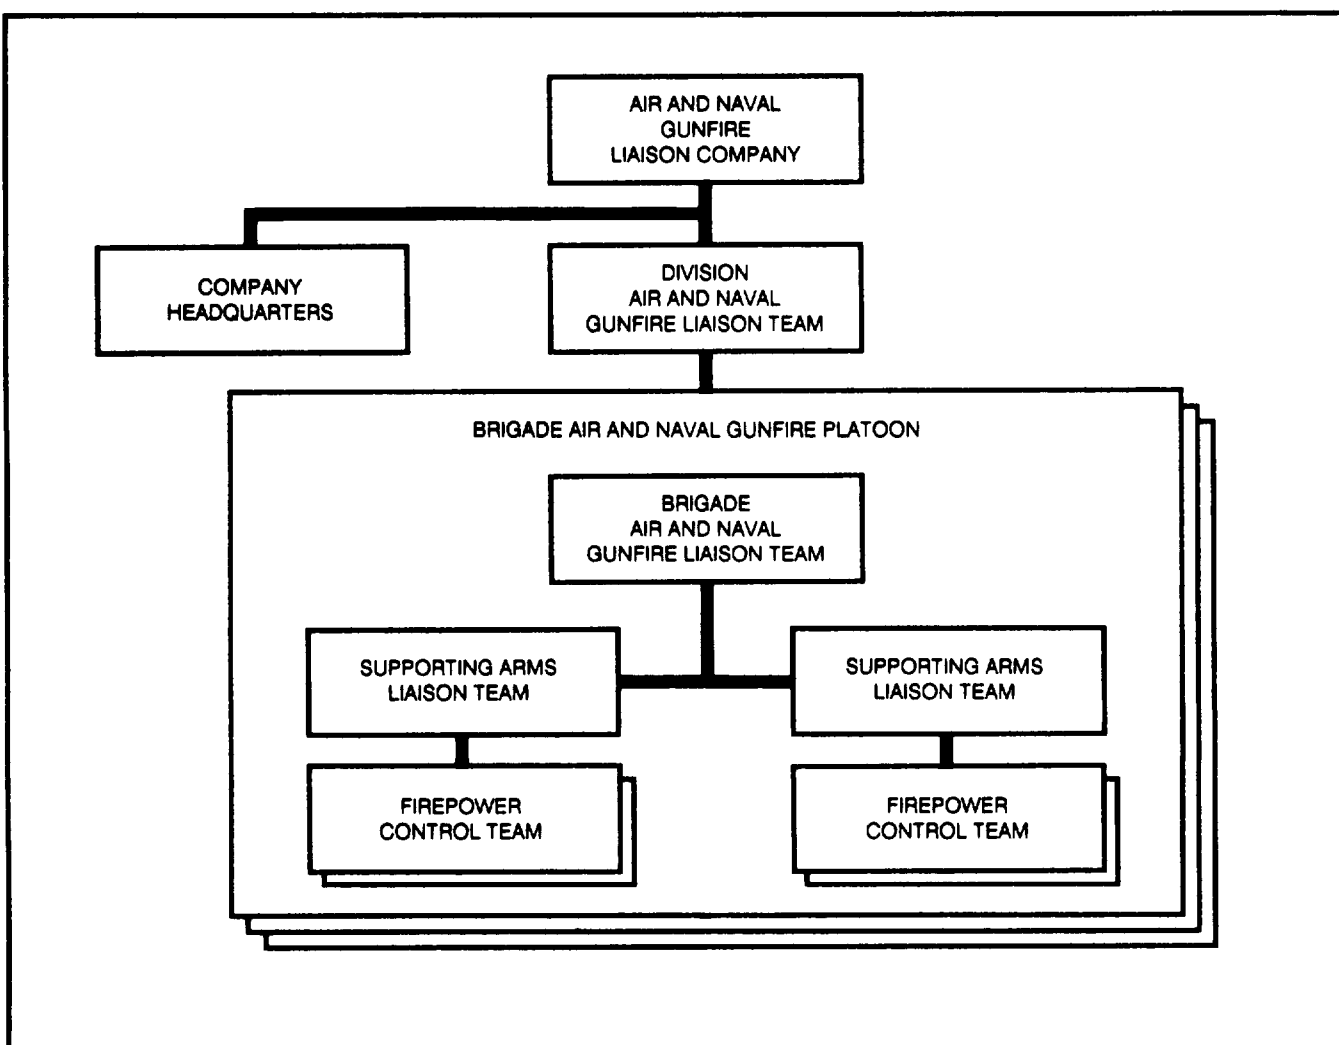 AIR AND NAVAL
GUNFIRE
LIAISON COMPANY
COMPANY
HEADQUARTERS
DIVISION
AIR AND NAVAL
GUNFIRE LIAISON TEAM
BRIGADE AIR AND NAVAL GUNFIRE PLATOON
BRIGADE
AIR AND NAVAL
GUNFIRE LIAISON TEAM
SUPPORTING ARMS
LIAISON TEAM
SUPPORTING ARMS
LIAISON TEAM
FIREPOWER
CONTROL TEAM
FIREPOWER
CONTROL TEAM